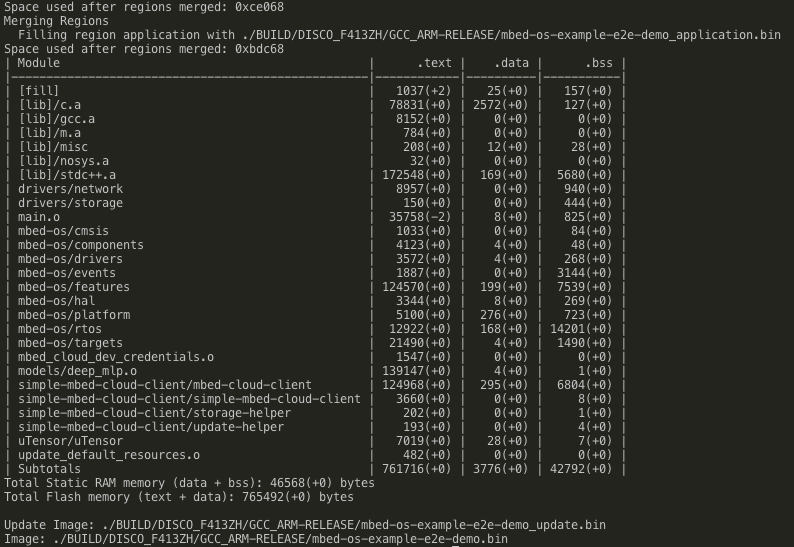 Space used after regions merged: 0xce068
Merging Regions
  Filling region application with ./BUILD/DISCO_F413ZH/GCC_ARM-RELEASE/mbed-os-example-e2e-demo_application.bin
Space used after regions merged: 0xbdc68
| Module | .text | .data | .bss |
|--------------------------------------------------|------------|----------|-----------|
| [fill] | 1037(+2) | 25(+0) | 157(+0) |
| [lib]/c.a | 78831(+0) | 2572(+0) | 127(+0) |
| [lib]/gcc.a | 8152(+0) | 0(+0) | 0(+0) |
| [lib]/m.a | 784(+0) | 0(+0) | 0(+0) |
| [lib]/misc | 208(+0) | 12(+0) | 28(+0) |
| [lib]/nosys.a | 32(+0) | 0(+0) | 0(+0) |
| [lib]/stdc++.a | 172548(+0) | 169(+0) | 5680(+0) |
| drivers/network | 8957(+0) | 0(+0) | 940(+0) |
| drivers/storage | 150(+0) | 0(+0) | 444(+0) |
| main.o | 35758(-2) | 8(+0) | 825(+0) |
| mbed-os/cmsis | 1033(+0) | 0(+0) | 84(+0) |
| mbed-os/components | 4123(+0) | 4(+0) | 48(+0) |
| mbed-os/drivers | 3572(+0) | 4(+0) | 268(+0) |
| mbed-os/events | 1887(+0) | 0(+0) | 3144(+0) |
| mbed-os/features | 124570(+0) | 199(+0) | 7539(+0) |
| mbed-os/hal | 3344(+0) | 8(+0) | 269(+0) |
| mbed-os/platform | 5100(+0) | 276(+0) | 723(+0) |
| mbed-os/rtos | 12922(+0) | 168(+0) | 14201(+0) |
| mbed-os/targets | 21490(+0) | 4(+0) | 1490(+0) |
| mbed_cloud_dev_credentials.o | 1547(+0) | 0(+0) | 0(+0) |
| models/deep_mlp.o | 139147(+0) | 4(+0) | 1(+0) |
| simple-mbed-cloud-client/mbed-cloud-client | 124968(+0) | 295(+0) | 6804(+0) |
| simple-mbed-cloud-client/simple-mbed-cloud-client | 3660(+0) | 0(+0) | 8(+0) |
| simple-mbed-cloud-client/storage-helper | 202(+0) | 0(+0) | 1(+0) |
| simple-mbed-cloud-client/update-helper | 193(+0) | 0(+0) | 4(+0) |
| uTensor/uTensor | 7019(+0) | 28(+0) | 7(+0) |
| update_default_resources.o | 482(+0) | 0(+0) | 0(+0) |
| Subtotals | 761716(+0) | 3776(+0) | 42792(+0) |
Total Static RAM memory (data + bss): 46568(+0) bytes
Total Flash memory (text + data): 765492(+0) bytes
Update Image: ./BUILD/DISCO_F413ZH/GCC_ARM-RELEASE/mbed-os-example-e2e-demo_update.bin
Image: ./BUILD/DISCO_F413ZH/GCC_ARM-RELEASE/mbed-os-example-e2e-demo.bin